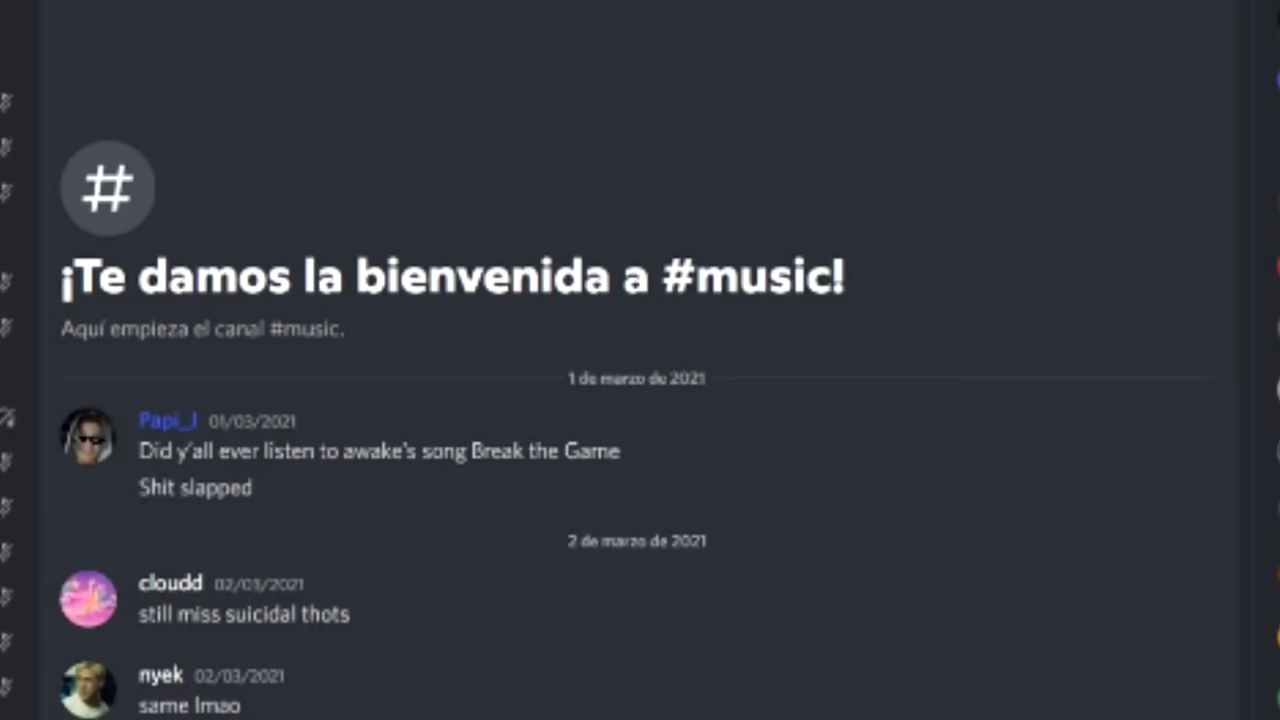 #
¡Te damos la bienvenida a #music!
Aquí empieza el canal #music.
1 de marzo de 2021
Papi_J 01/03/2021
Did y'all ever listen to awake's song Break the Game
Shit slapped
2 de marzo de 2021
cloudd 02/03/2021
still miss suicidal thots
nyek 02/03/2021
same lmao